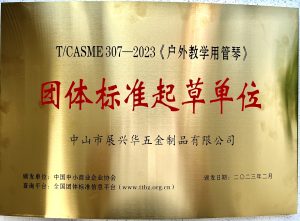 T/CASME 307—2023《户外教学用管琴》
团体标准起草单位
中山市展兴华五金制品有限公司
颁发单位：中国中小商业企业协会
查询平台：全国团体标准信息平台（www.ttbz.org.cn）
颁发日期：二〇二三年二月